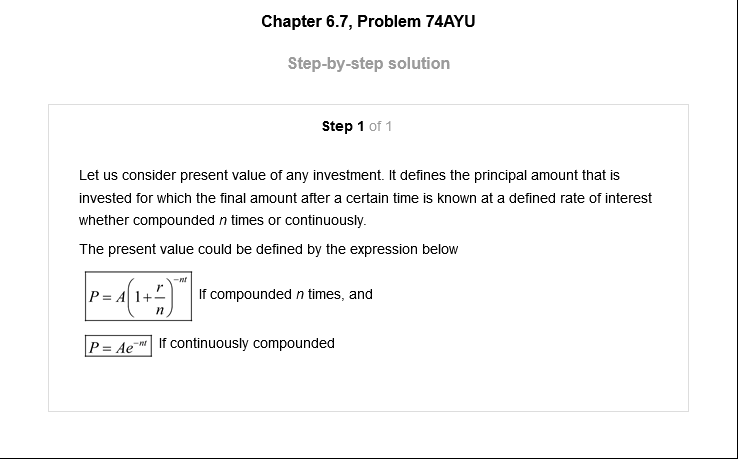 Chapter 6.7, Problem 74AYU
Step-by-step solution
Step 1 of 1
Let us consider present value of any investment. It defines the principal amount that is
invested for which the final amount after a certain time is known at a defined rate of interest
whether compounded n times or continuously.
The present value could be defined by the expression below
P = A(1+r/n)^{-nt} If compounded n times, and
P = Ae^{-rt} If continuously compounded